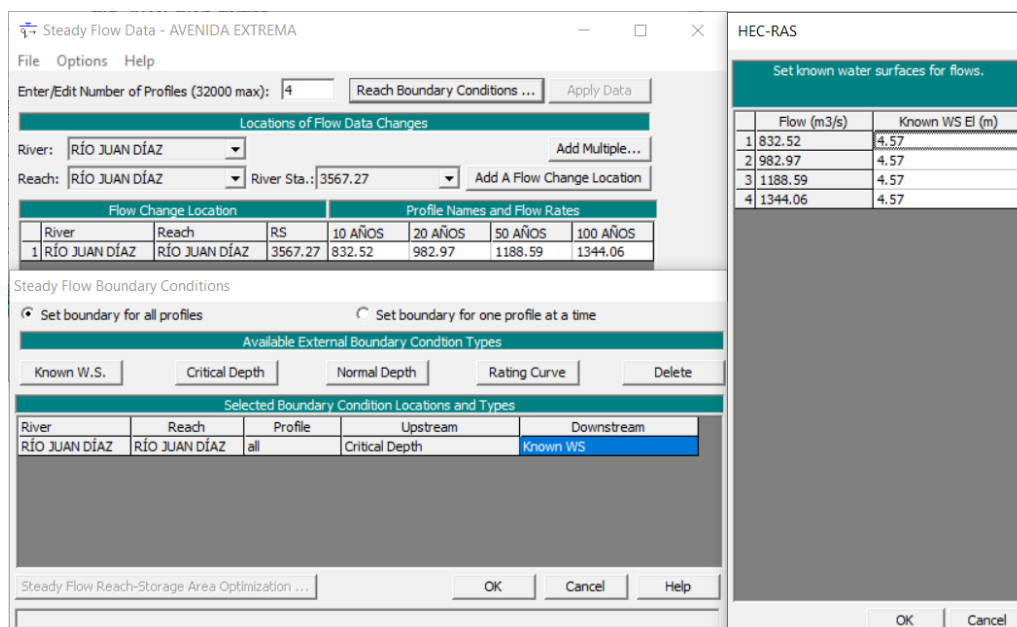 Steady Flow Data - AVENIDA EXTREMA
File Options Help
Enter/Edit Number of Profiles (32000 max): 4 Reach Boundary Conditions ... Apply Data
Locations of Flow Data Changes
River: RÍO JUAN DÍAZ Add Multiple...
Reach: RÍO JUAN DÍAZ River Sta.: 3567.27 Add A Flow Change Location
Flow Change Location Profile Names and Flow Rates
River Reach RS 10 AÑOS 20 AÑOS 50 AÑOS 100 AÑOS
1 RÍO JUAN DÍAZ RÍO JUAN DÍAZ 3567.27 832.52 982.97 1188.59 1344.06
Steady Flow Boundary Conditions
Set boundary for all profiles Set boundary for one profile at a time
Available External Boundary Condtion Types
Known W.S. Critical Depth Normal Depth Rating Curve Delete
Selected Boundary Condition Locations and Types
River Reach Profile Upstream Downstream
RÍO JUAN DÍAZ RÍO JUAN DÍAZ all Critical Depth Known WS
Steady Flow Reach-Storage Area Optimization ... OK Cancel Help
HEC-RAS
Set known water surfaces for flows.
Flow (m3/s) Known WS El (m)
1 832.52 4.57
2 982.97 4.57
3 1188.59 4.57
4 1344.06 4.57
OK Cancel